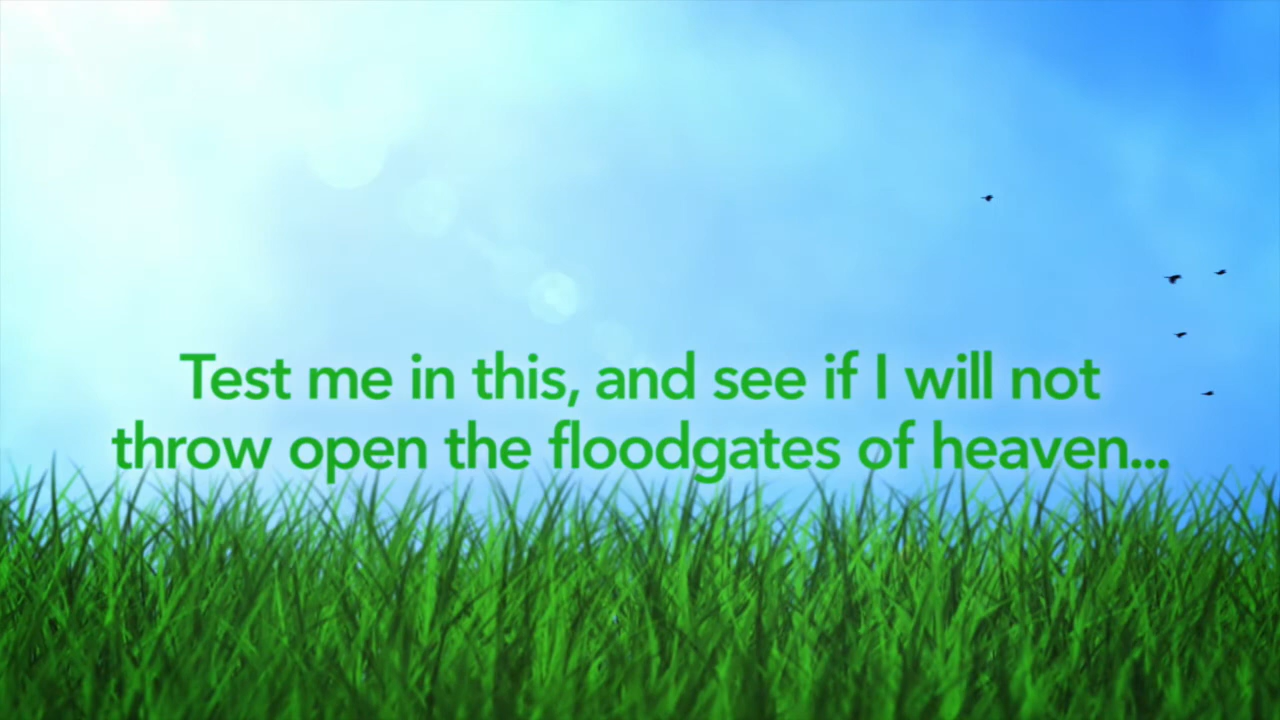 Test me in this, and see if I will not
throw open the floodgates of heaven...